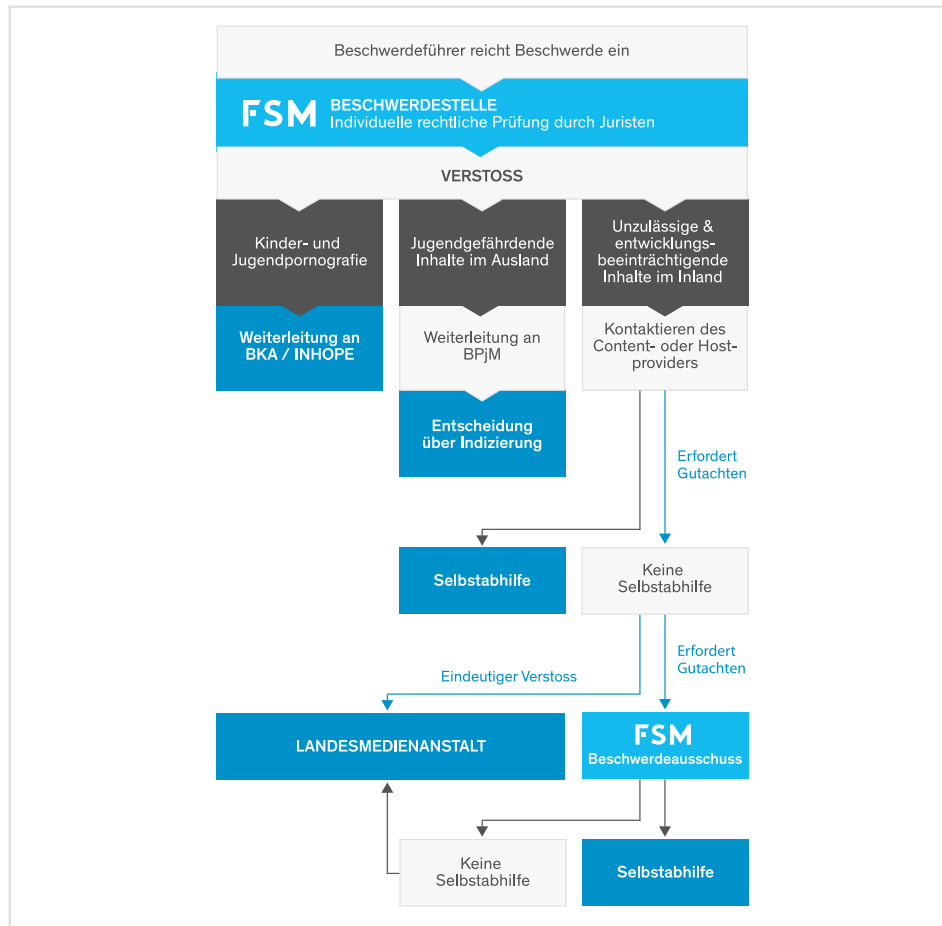 Beschwerdeführer reicht Beschwerde ein
FSM
BESCHWERDESTELLE
Individuelle rechtliche Prüfung durch Juristen
VERSTOSS
Kinder- und
Jugendpornografie
Jugendgefährdende
Inhalte im Ausland
Unzulässige &
entwicklungs-
beeinträchtigende
Inhalte im Inland
Weiterleitung an
BKA / INHOPE
Weiterleitung an
BPjM
Kontaktieren des
Content- oder Host-
providers
Entscheidung
über Indizierung
Erfordert
Gutachten
Selbstabhilfe
Keine
Selbstabhilfe
Eindeutiger Verstoss
Erfordert
Gutachten
LANDESMEDIENANSTALT
FSM
Beschwerdeausschuss
Keine
Selbstabhilfe
Selbstabhilfe